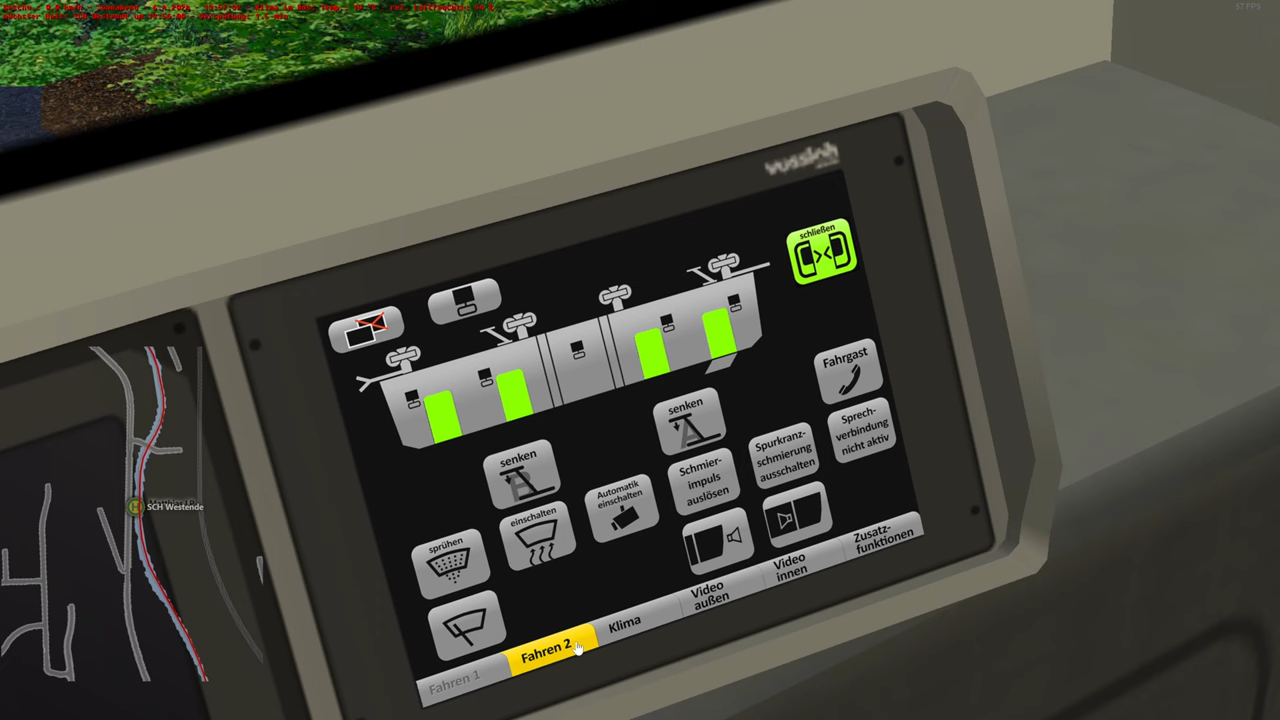 57 FPS
schließen
Fahrgast
senken
Sprech-
verbindung
nicht aktiv
Spurkranz-
schmierung
ausschalten
senken
Schmier-
impuls
auslösen
Automatik
einschalten
einschalten
sprühen
SCH Westende
Zusatz-
funktionen
Video
innen
Video
außen
Klima
Fahren 2
Fahren 1